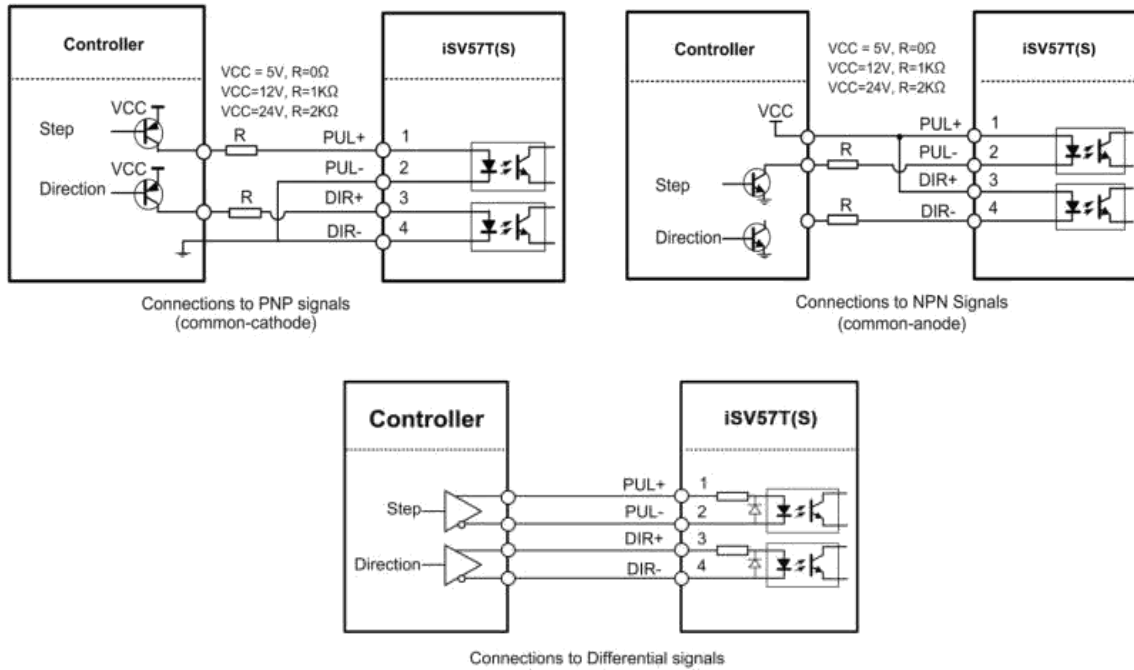 Controller
iSV57T(S)
VCC = 5V, R=0Ω
VCC=12V, R=1KΩ
VCC=24V, R=2KΩ
VCC
Step
R
PUL+
1
VCC
PUL-
2
Direction
R
DIR+
3
DIR-
4
Connections to PNP signals
(common-cathode)
Controller
iSV57T(S)
VCC = 5V, R=0Ω
VCC=12V, R=1KΩ
VCC=24V, R=2KΩ
VCC
PUL+
1
R
PUL-
2
Step
DIR+
3
R
DIR-
4
Direction
Connections to NPN Signals
(common-anode)
Controller
iSV57T(S)
PUL+
1
Step
PUL-
2
DIR+
3
Direction
DIR-
4
Connections to Differential signals